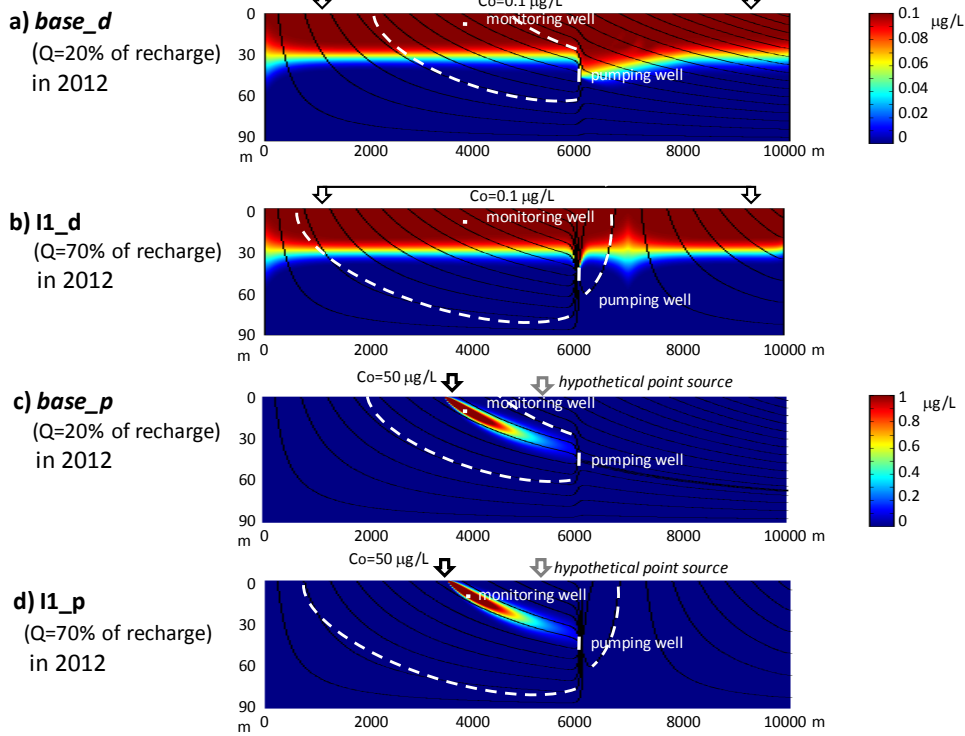 Co=0.1 µg/L
a) base_d
(Q=20% of recharge)
in 2012
0
30
60
90
m
monitoring well
pumping well
0 2000 4000 6000 8000 10000 m
0.1 µg/L
0.08
0.06
0.04
0.02
0
Co=0.1 µg/L
b) I1_d
(Q=70% of recharge)
in 2012
0
30
60
90
m
monitoring well
pumping well
0 2000 4000 6000 8000 10000 m
Co=50 µg/L
hypothetical point source
c) base_p
(Q=20% of recharge)
in 2012
0
30
60
90
m
monitoring well
pumping well
0 2000 4000 6000 8000 10000 m
1 µg/L
0.8
0.6
0.4
0.2
0
Co=50 µg/L
hypothetical point source
d) I1_p
(Q=70% of recharge)
in 2012
0
30
60
90
m
monitoring well
pumping well
0 2000 4000 6000 8000 10000 m